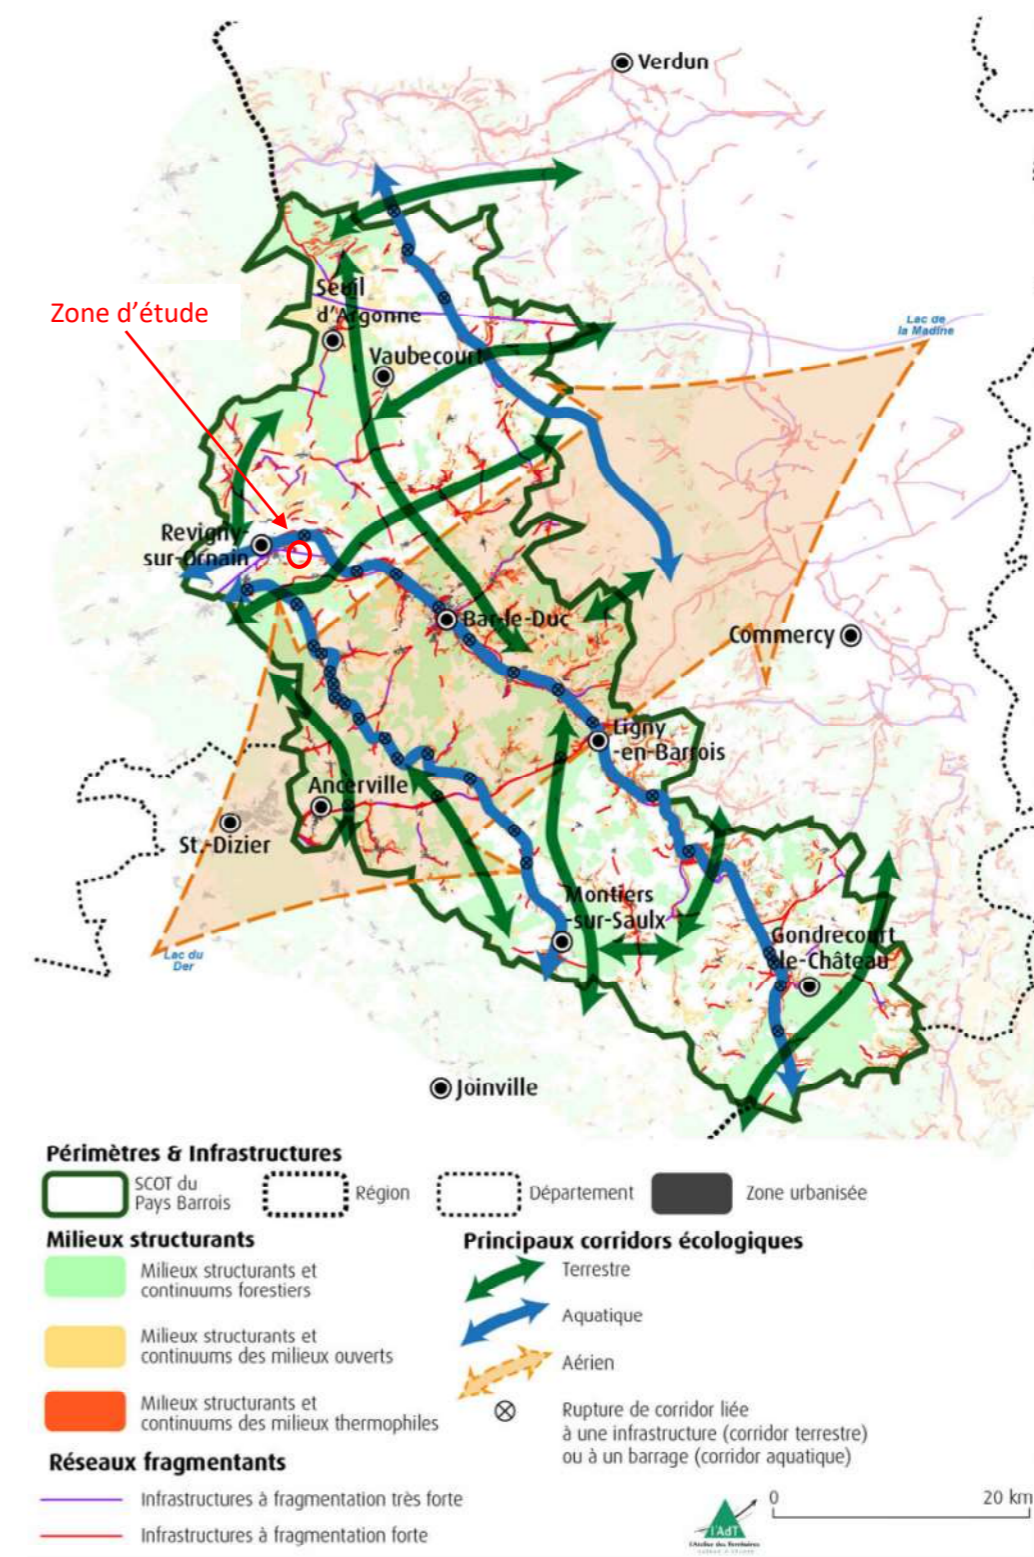 Verdun
Lac de
la Madine
Seuil
d'Argonne
Zone d'étude
Vaubecourt
Revigny-
sur-Ornain
Bar-le-Duc
Commercy
Ligny
-en-Barrois
Ancerville
St.-Dizier
Montiers
-sur-Saulx
Gondrecourt
le-Château
Lac du
Der
Joinville
Périmètres & Infrastructures
SCOT du
Pays Barrois
Région
Département
Zone urbanisée
Milieux structurants
Principaux corridors écologiques
Milieux structurants et
continuums forestiers
Terrestre
Aquatique
Milieux structurants et
continuums des milieux ouverts
Aérien
Milieux structurants et
continuums des milieux thermophiles
Rupture de corridor liée
à une infrastructure (corridor terrestre)
ou à un barrage (corridor aquatique)
Réseaux fragmentants
Infrastructures à fragmentation très forte
Infrastructures à fragmentation forte
0
20 km
l'AdT
l'Atelier des Territoires